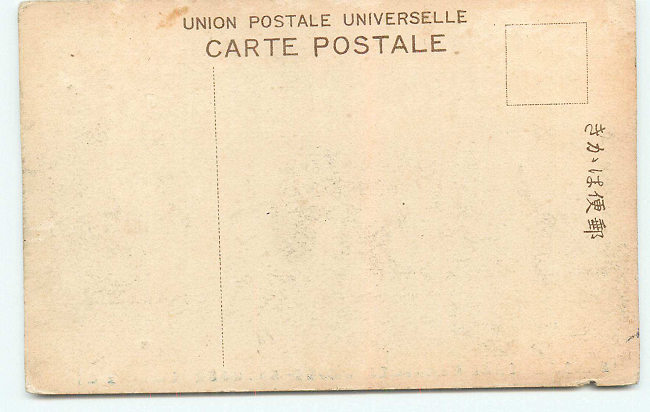 UNION POSTALE UNIVERSELLE
CARTE POSTALE
郵便はがき